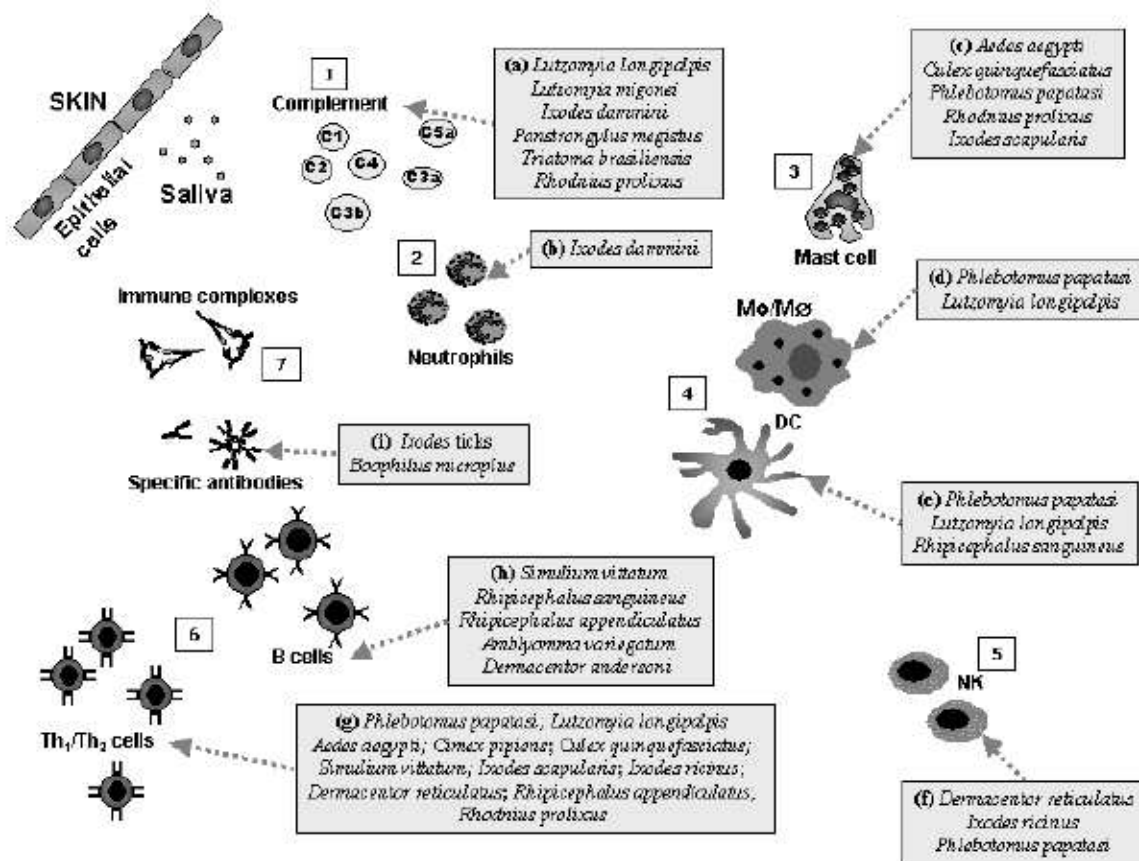 SKIN
Epithelial cells
Saliva
1
Complement
C1
C2
C4
C5a
C3a
C3b
(a) Lutzomyia longipalpis
Lutzomyia migonei
Ixodes dammini
Panstrongylus megistus
Triatoma brasiliensis
Rhodnius prolixus
2
Neutrophils
(b) Ixodes dammini
3
Mast cell
(c) Aedes aegypti
Culex quinquefasciatus
Phlebotomus papatasi
Rhodnius prolixus
Ixodes scapularis
(d) Phlebotomus papatasi
Lutzomyia longipalpis
MΦ/MØ
4
DC
(e) Phlebotomus papatasi
Lutzomyia longipalpis
Rhipicephalus sanguineus
5
NK
(f) Dermacentor reticulatus
Ixodes ricinus
Phlebotomus papatasi
Immune complexes
7
Specific antibodies
(i) Ixodes ticks
Boophilus microplus
6
B cells
(h) Simulium vittatum
Rhipicephalus sanguineus
Rhipicephalus appendiculatus
Amblyomma variegatum
Dermacentor andersoni
Th1/Th2 cells
(g) Phlebotomus papatasi, Lutzomyia longipalpis
Aedes aegypti; Cimex pipiens; Culex quinquefasciatus;
Simulium vittatum; Ixodes scapularis; Ixodes ricinus;
Dermacentor reticulatus; Rhipicephalus appendiculatus,
Rhodnius prolixus